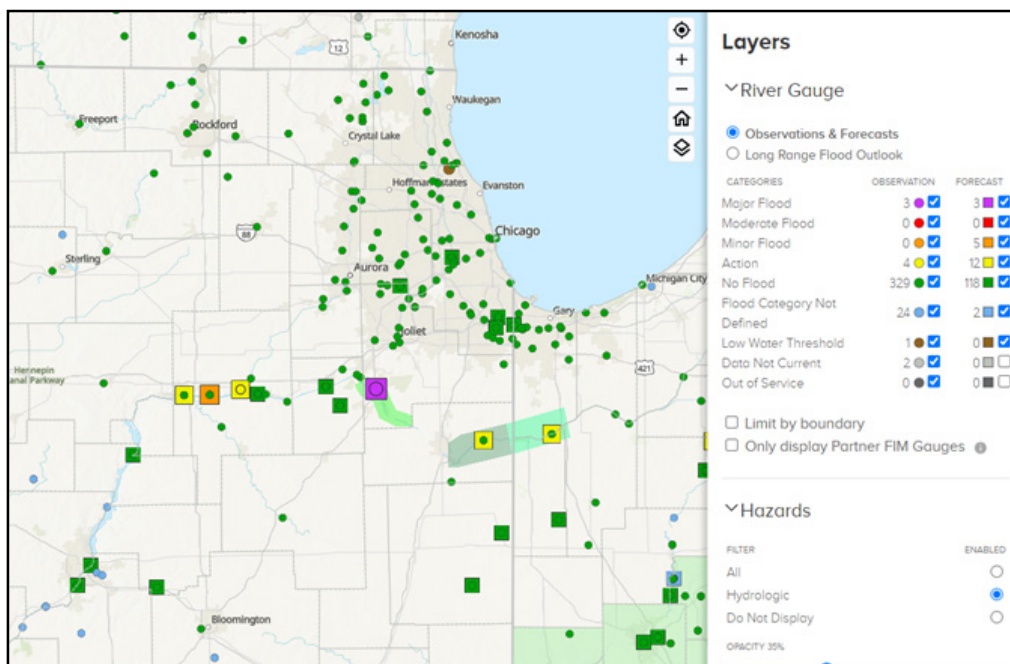 Kenosha
12
Waukegan
Freeport
Rockford
Crystal Lake
Hoffman Estates
Evanston
88
Chicago
Sterling
Aurora
Michigan City
Gary
Joliet
421
Hennepin
Canal Parkway
Bloomington
Layers
River Gauge
Observations & Forecasts
Long Range Flood Outlook
CATEGORIES OBSERVATION FORECAST
Major Flood 3 3
Moderate Flood 0 0
Minor Flood 0 5
Action 4 12
No Flood 329 118
Flood Category Not
Defined 24 2
Low Water Threshold 1 0
Data Not Current 2 0
Out of Service 0 0
Limit by boundary
Only display Partner FIM Gauges
Hazards
FILTER ENABLED
All
Hydrologic
Do Not Display
OPACITY 35%